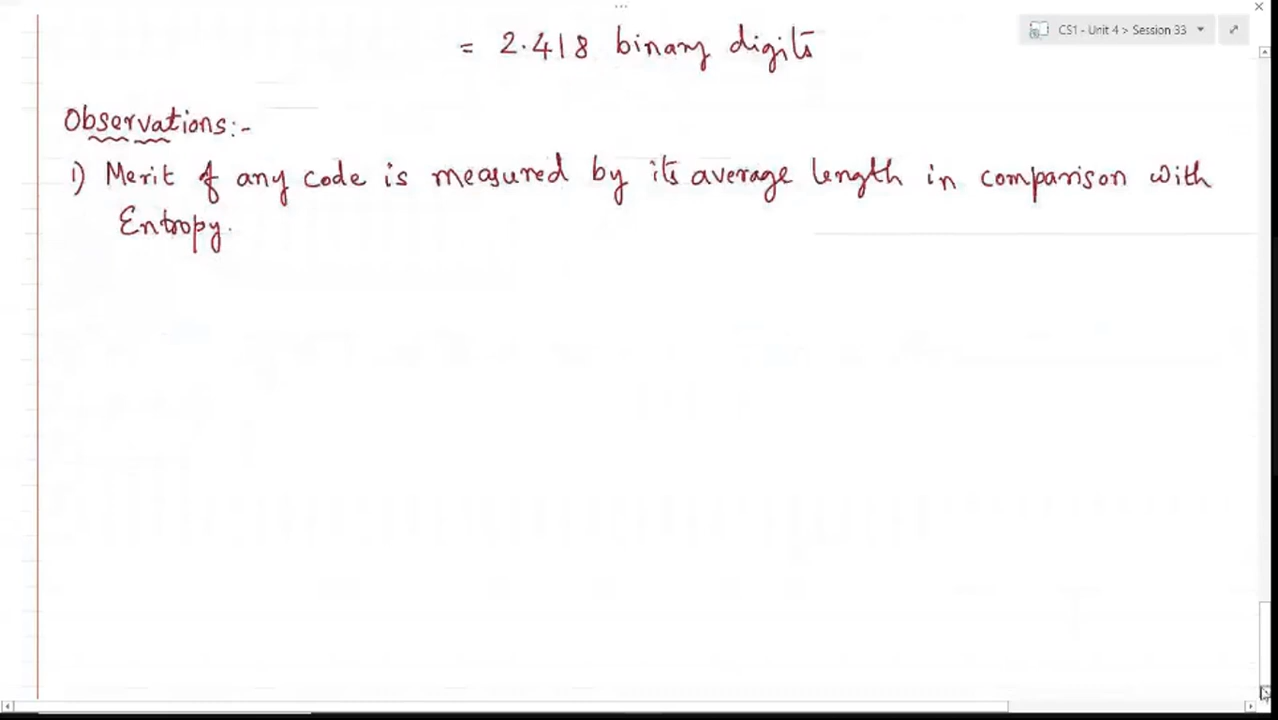 CS1 - Unit 4 > Session 33
= 2.418 binary digits
Observations:-
1) Merit of any code is measured by its average length in comparison with
Entropy.